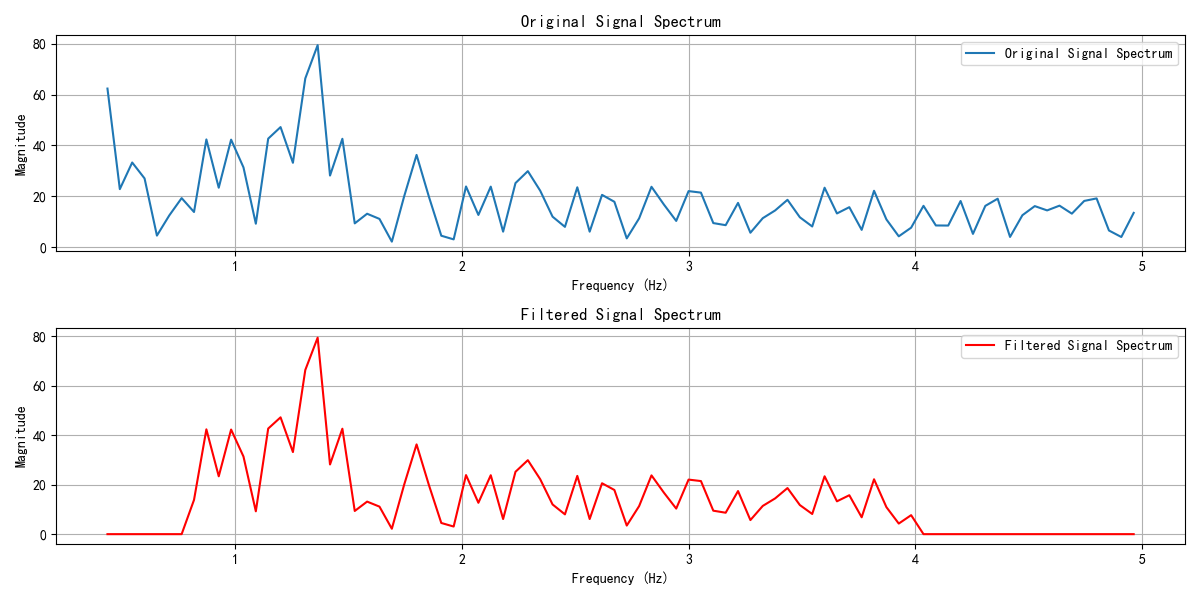 Original Signal Spectrum
Original Signal Spectrum
Magnitude
80
60
40
20
0
1 2 3 4 5
Frequency (Hz)
Filtered Signal Spectrum
Filtered Signal Spectrum
Magnitude
80
60
40
20
0
1 2 3 4 5
Frequency (Hz)